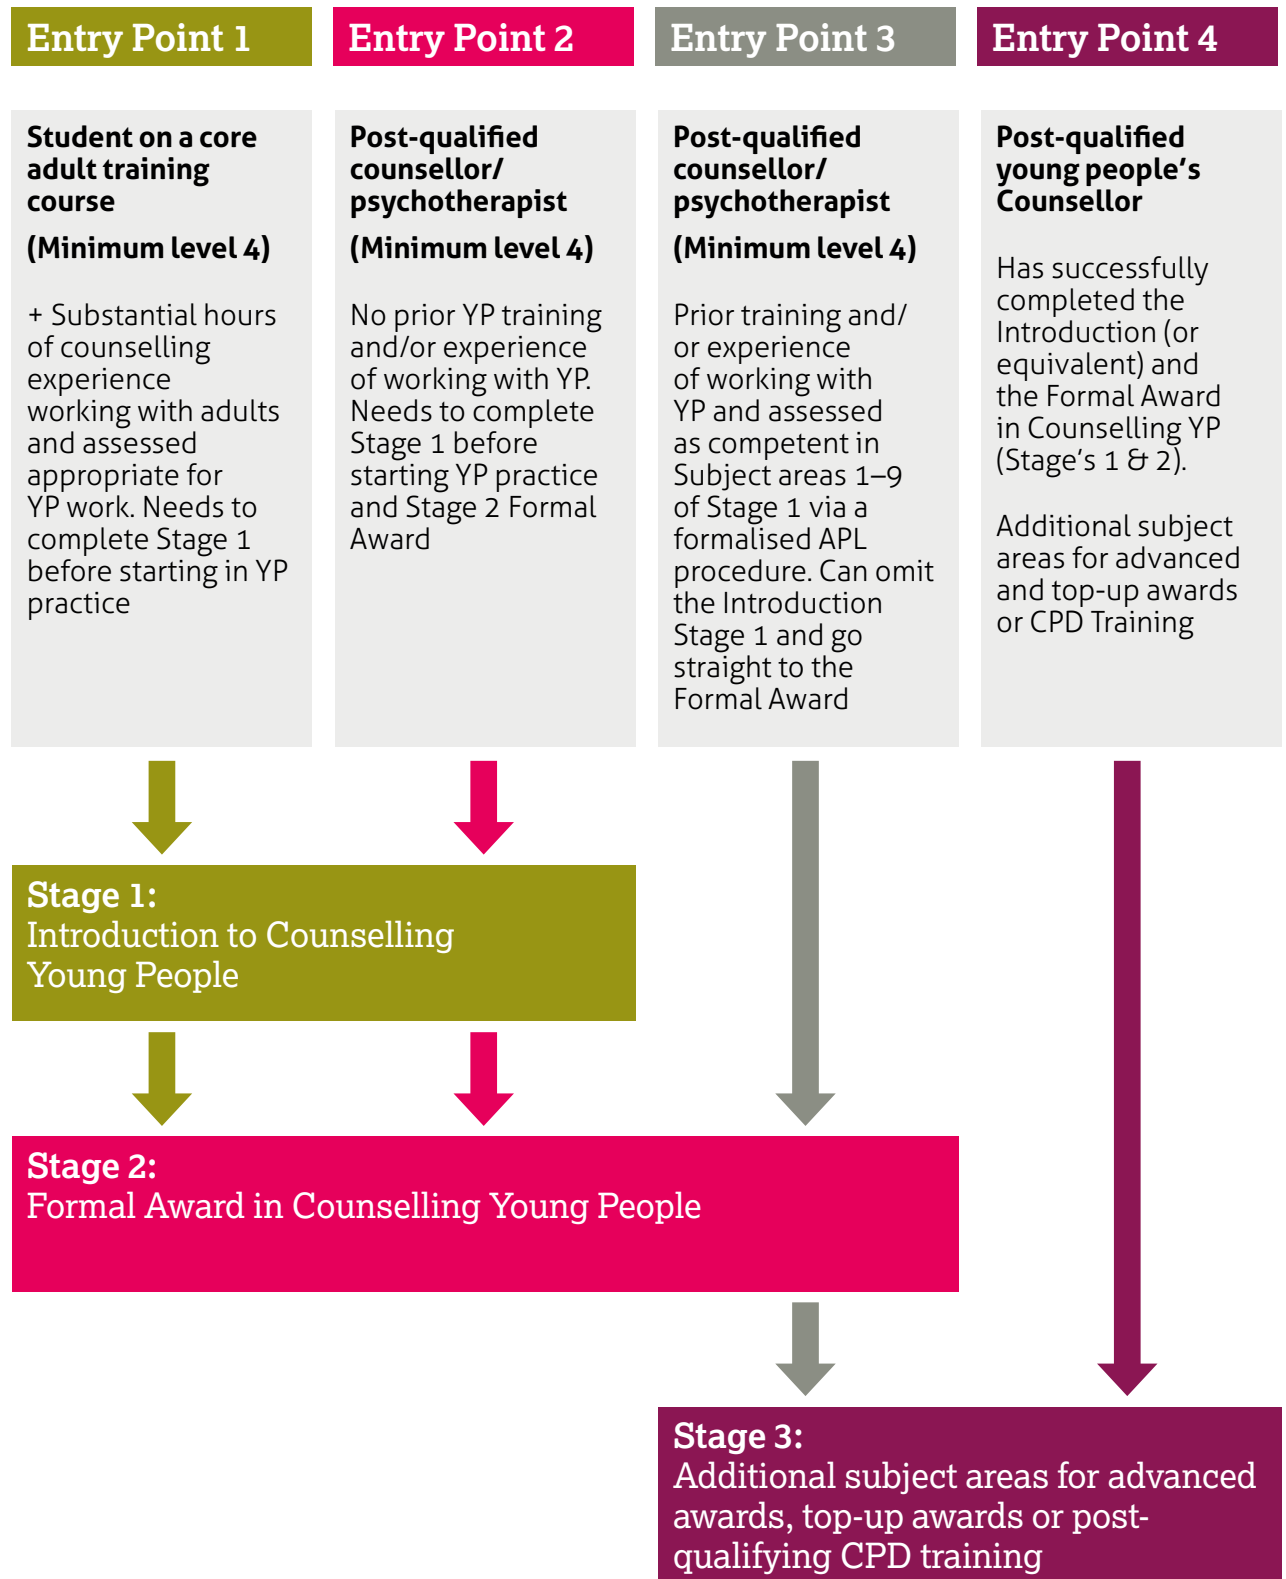 Entry Point 1
Entry Point 2
Entry Point 3
Entry Point 4
Student on a core
adult training
course
(Minimum level 4)
+ Substantial hours
of counselling
experience
working with adults
and assessed
appropriate for
YP work. Needs to
complete Stage 1
before starting in YP
practice
Post-qualified
counsellor/
psychotherapist
(Minimum level 4)
No prior YP training
and/or experience
of working with YP.
Needs to complete
Stage 1 before
starting YP practice
and Stage 2 Formal
Award
Post-qualified
counsellor/
psychotherapist
(Minimum level 4)
Prior training and/
or experience
of working with
YP and assessed
as competent in
Subject areas 1–9
of Stage 1 via a
formalised APL
procedure. Can omit
the Introduction
Stage 1 and go
straight to the
Formal Award
Post-qualified
young people's
Counsellor
Has successfully
completed the
Introduction (or
equivalent) and
the Formal Award
in Counselling YP
(Stage's 1 & 2).
Additional subject
areas for advanced
and top-up awards
or CPD Training
Stage 1:
Introduction to Counselling
Young People
Stage 2:
Formal Award in Counselling Young People
Stage 3:
Additional subject areas for advanced
awards, top-up awards or post-
qualifying CPD training